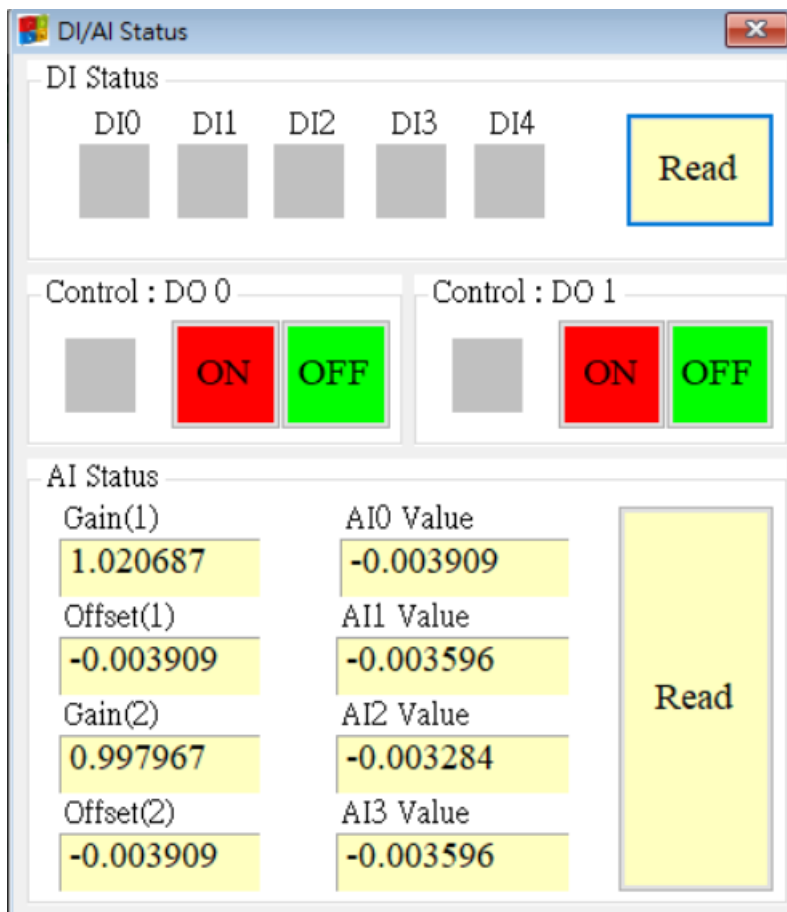 DI/AI Status
DI Status
DI0 DI1 DI2 DI3 DI4
Read
Control : DO 0
ON OFF
Control : DO 1
ON OFF
AI Status
Gain(1) AI0 Value
1.020687 -0.003909
Offset(1) AI1 Value
-0.003909 -0.003596
Gain(2) AI2 Value
0.997967 -0.003284
Offset(2) AI3 Value
-0.003909 -0.003596
Read